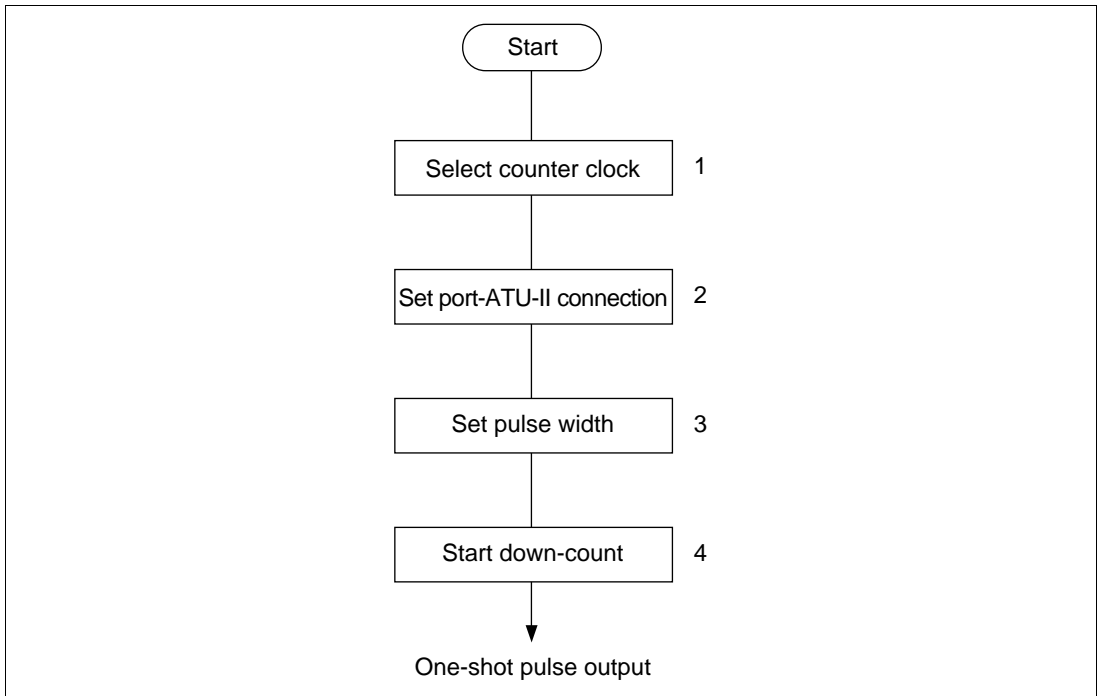 Start
Select counter clock 1
Set port-ATU-II connection 2
Set pulse width 3
Start down-count 4
One-shot pulse output